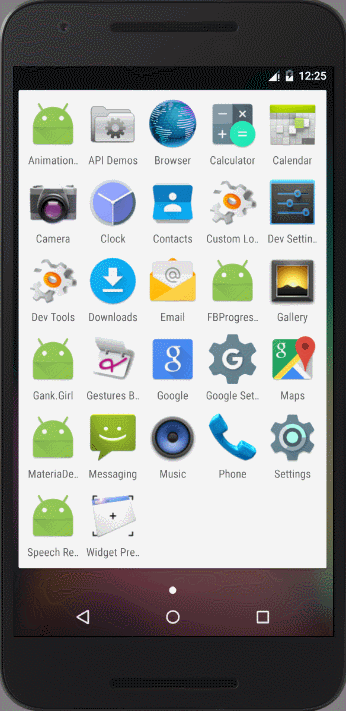 12:25
Animation..
API Demos
Browser
Calculator
Calendar
Camera
Clock
Contacts
Custom Lo..
Dev Settin..
Dev Tools
Downloads
Email
FBProgres..
Gallery
Gank.Girl
Gestures B..
Google
Google Set..
Maps
MateriaDe..
Messaging
Music
Phone
Settings
Speech Re..
Widget Pre..